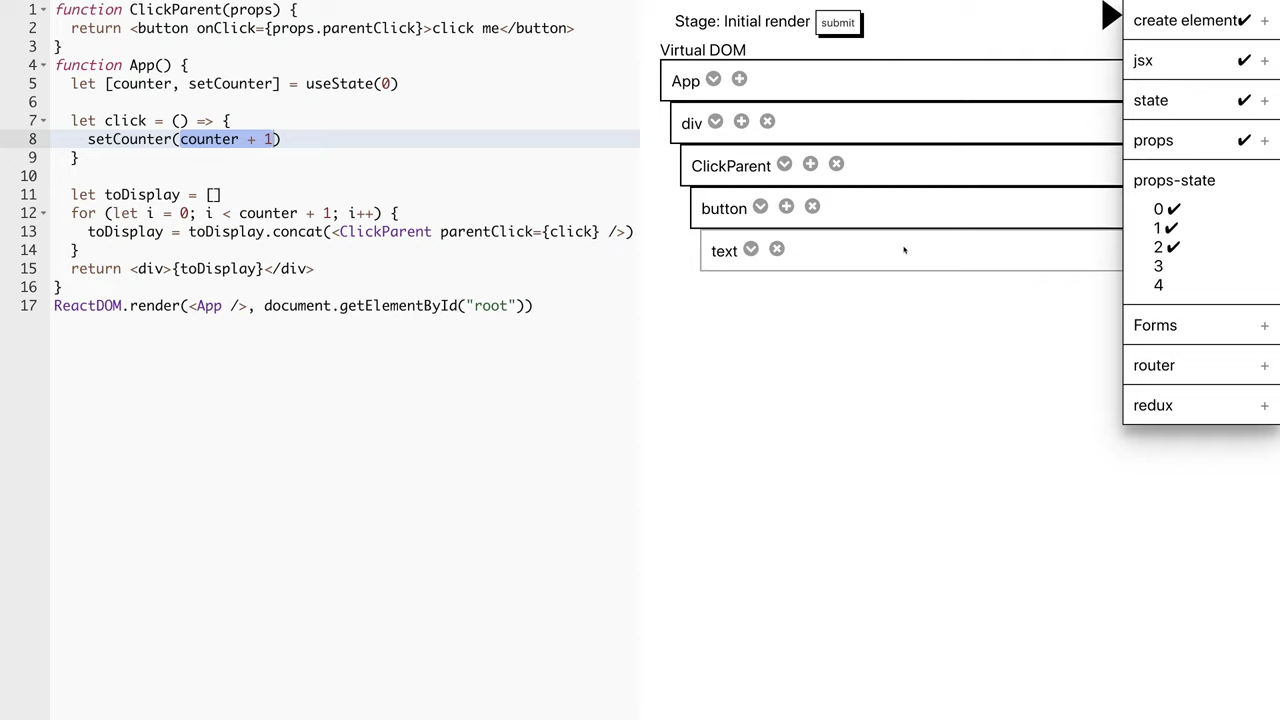 1 function ClickParent(props) {
2 return <button onClick={props.parentClick}>click me</button>
3 }
4 function App() {
5 let [counter, setCounter] = useState(0)
6
7 let click = () => {
8 setCounter(counter + 1)
9 }
10
11 let toDisplay = []
12 for (let i = 0; i < counter + 1; i++) {
13 toDisplay = toDisplay.concat(<ClickParent parentClick={click} />)
14 }
15 return <div>{toDisplay}</div>
16 }
17 ReactDOM.render(<App />, document.getElementById("root"))
Stage: Initial render submit
Virtual DOM
App
div
ClickParent
button
text
create element✔ +
jsx ✔ +
state ✔ +
props ✔ +
props-state
0 ✔
1 ✔
2 ✔
3
4
Forms +
router +
redux +